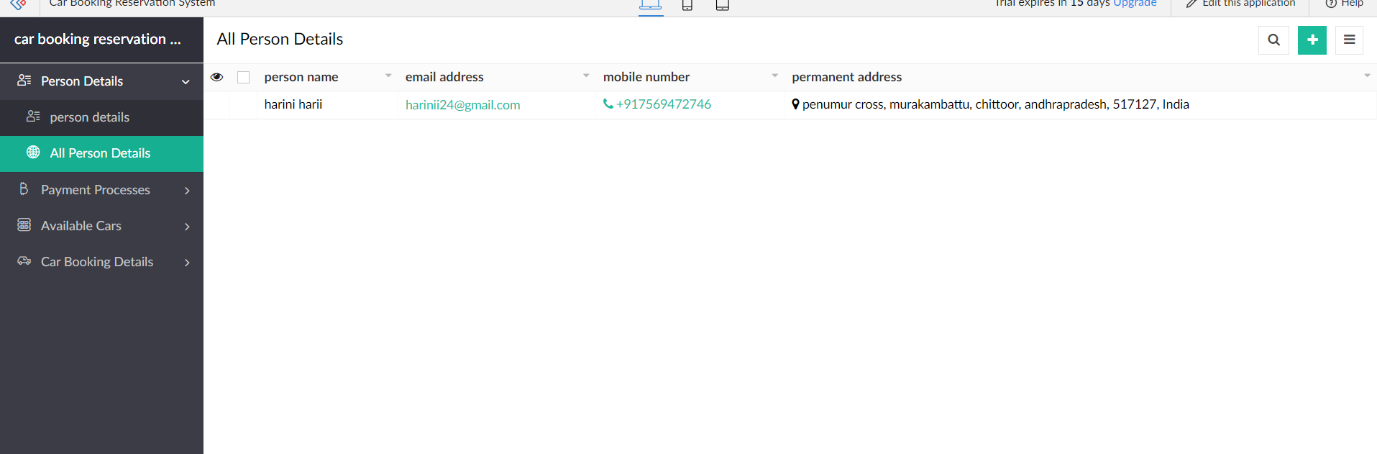 Car Booking Reservation System
Trial expires in 15 days Upgrade
Edit this application
Help
car booking reservation ...
All Person Details
Person Details
person details
All Person Details
Payment Processes
Available Cars
Car Booking Details
person name email address mobile number permanent address
harini harii harinii24@gmail.com +917569472746 penumur cross, murakambattu, chittoor, andhrapradesh, 517127, India